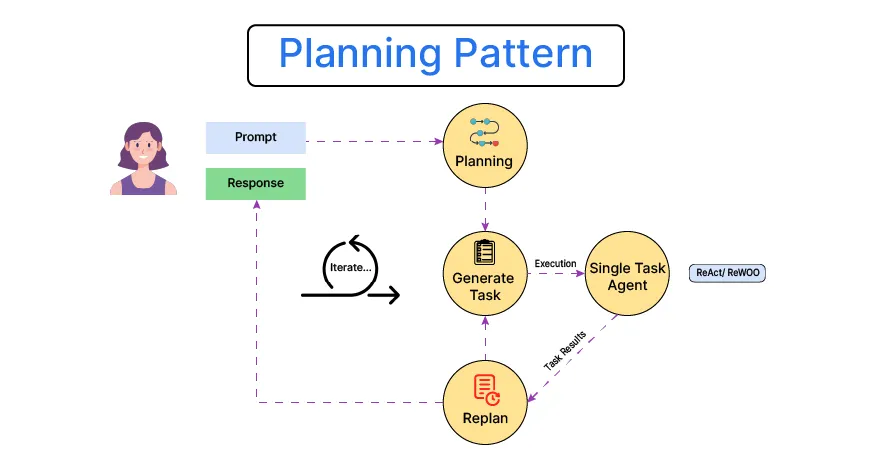 Planning Pattern
Prompt
Response
Planning
Iterate...
Generate
Task
Execution
Single Task
Agent
ReAct/ ReWOO
Task Results
Replan